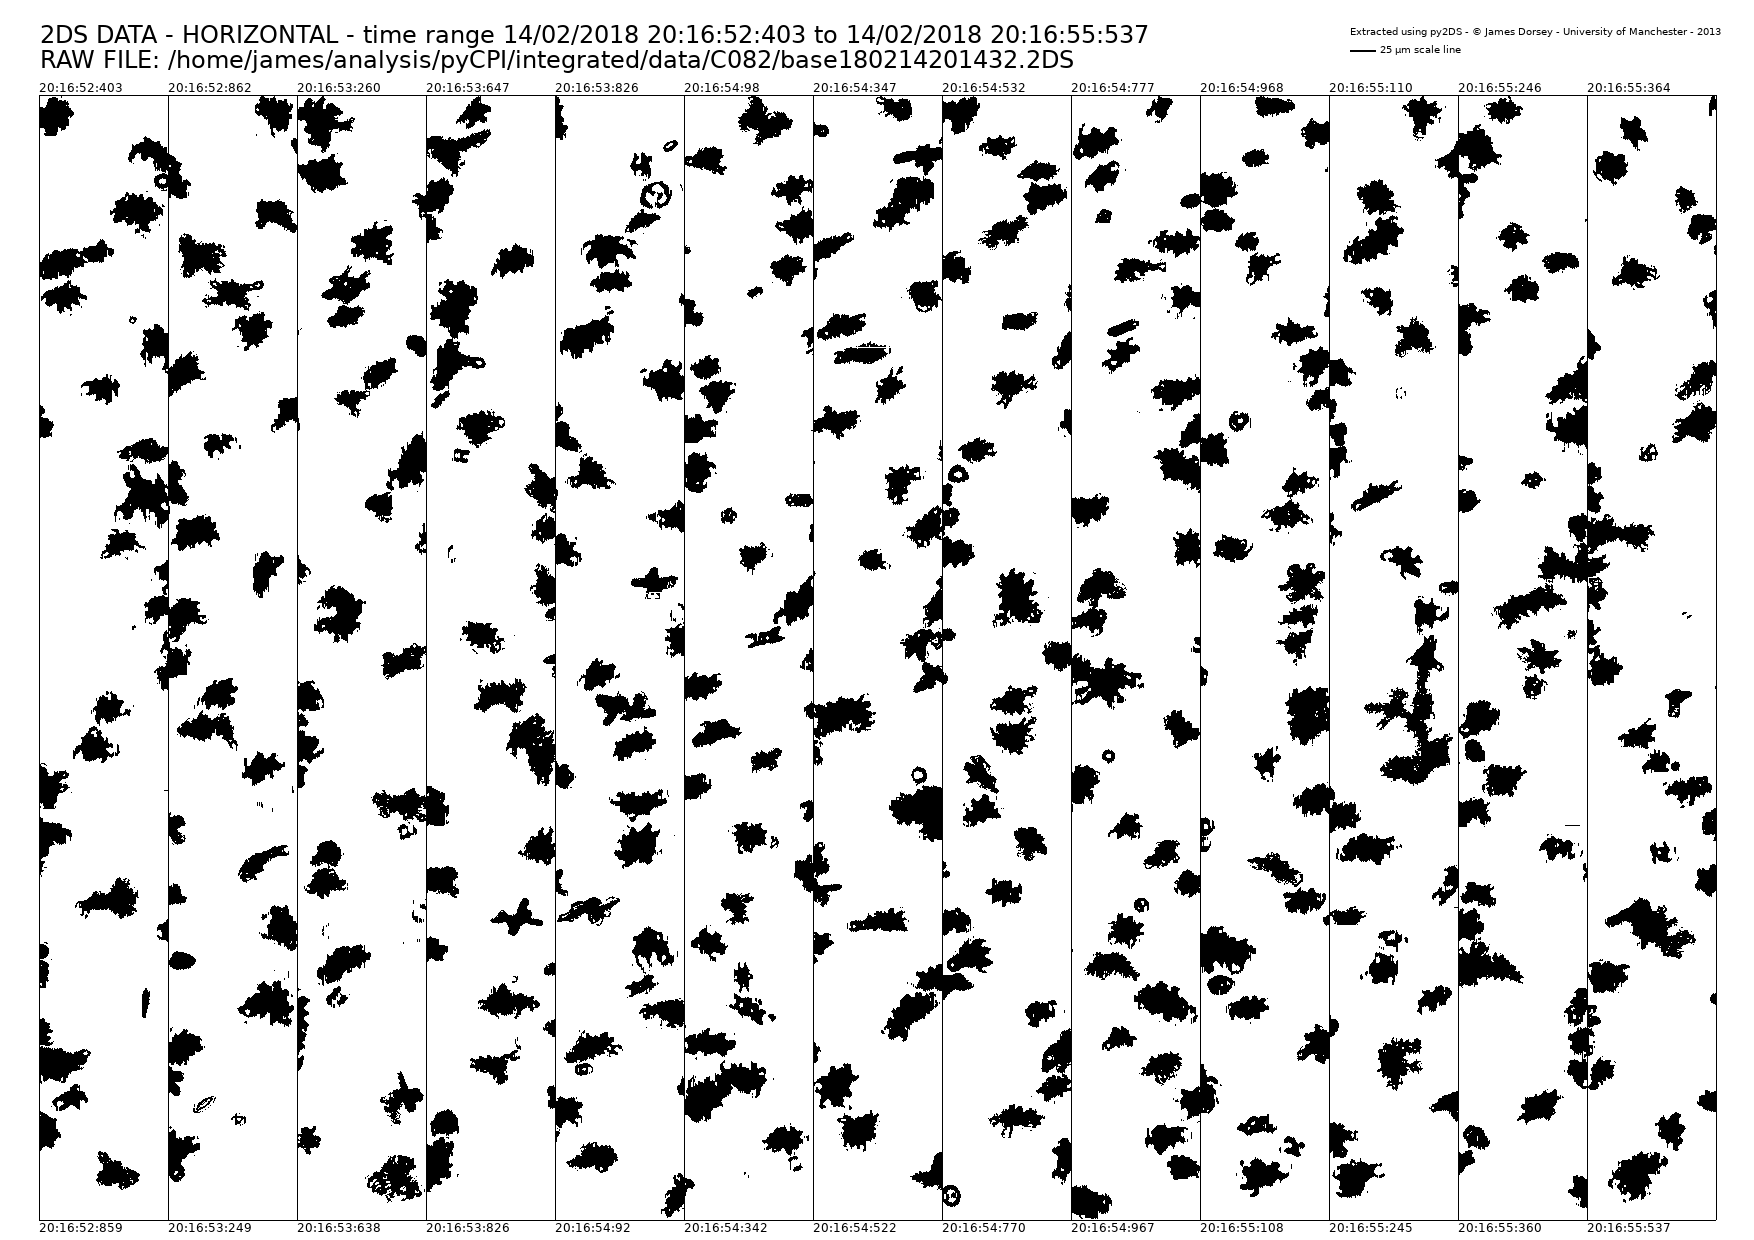 2DS DATA - HORIZONTAL - time range 14/02/2018 20:16:52:403 to 14/02/2018 20:16:55:537
RAW FILE: /home/james/analysis/pyCPI/integrated/data/C082/base180214201432.2DS
Extracted using py2DS - © James Dorsey - University of Manchester - 2013
25 µm scale line
20:16:52:403 20:16:52:862 20:16:53:260 20:16:53:647 20:16:53:826 20:16:54:98 20:16:54:347 20:16:54:532 20:16:54:777 20:16:54:968 20:16:55:110 20:16:55:246 20:16:55:364
20:16:52:859 20:16:53:249 20:16:53:638 20:16:53:826 20:16:54:92 20:16:54:342 20:16:54:522 20:16:54:770 20:16:54:967 20:16:55:108 20:16:55:245 20:16:55:360 20:16:55:537